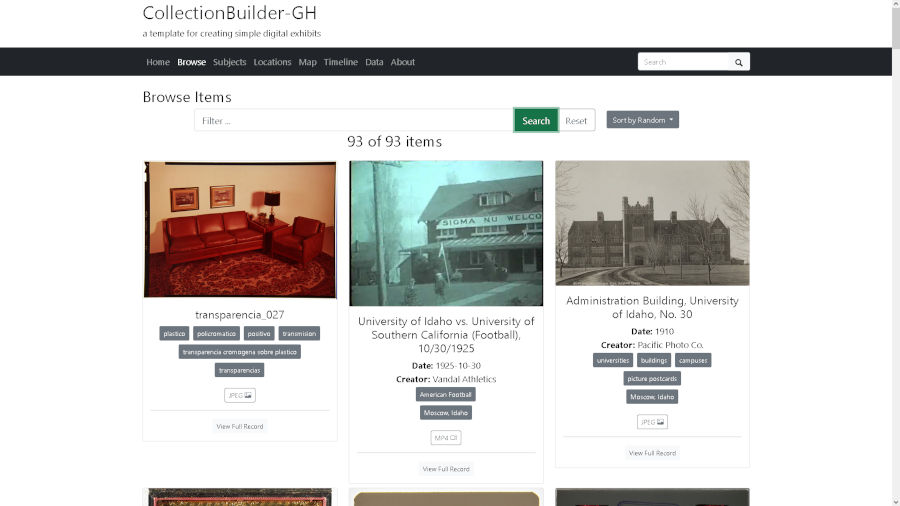 CollectionBuilder-GH
a template for creating simple digital exhibits
Home Browse Subjects Locations Map Timeline Data About
Search
Browse Items
Filter ...
Search
Reset
Sort by Random
93 of 93 items
transparencia_027
plastico policromatico positivo transmision
transparencia cromogena sobre plastico
transparencias
JPEG
View Full Record
SIGMA NU WELCO
University of Idaho vs. University of
Southern California (Football),
10/30/1925
Date: 1925-10-30
Creator: Vandal Athletics
American Football
Moscow, Idaho
MP4
View Full Record
Administration Building, University
of Idaho, No. 30
Date: 1910
Creator: Pacific Photo Co.
universities buildings campuses
picture postcards
Moscow, Idaho
JPEG
View Full Record